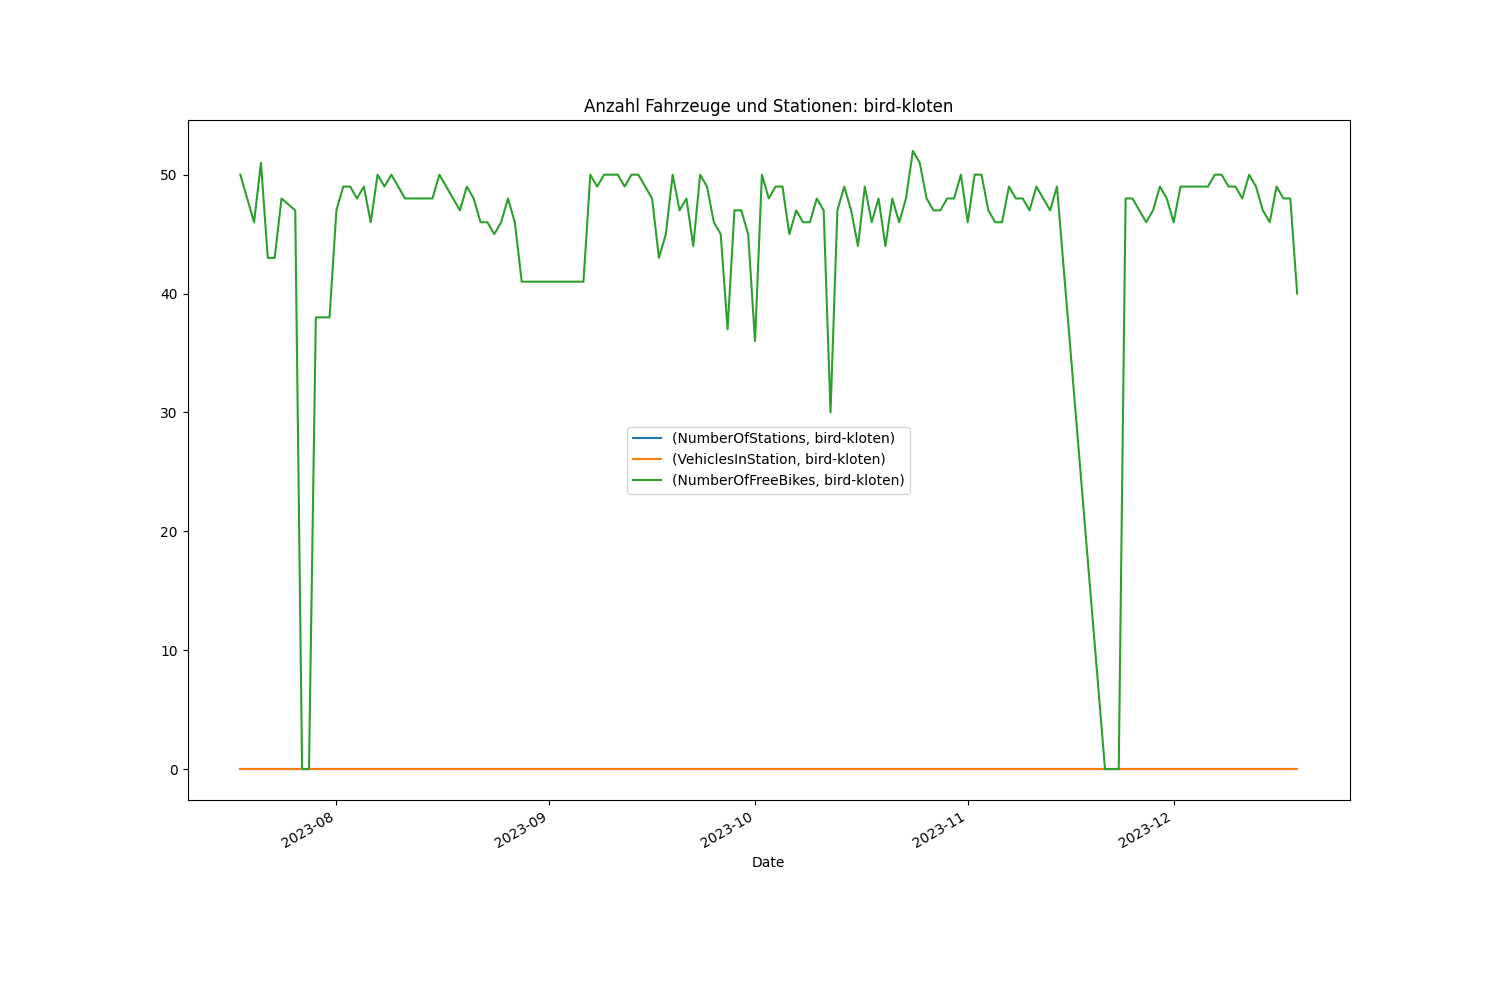 Anzahl Fahrzeuge und Stationen: bird-kloten
50
40
30
20
10
0
(NumberOfStations, bird-kloten)
(VehiclesInStation, bird-kloten)
(NumberOfFreeBikes, bird-kloten)
2023-08
2023-09
2023-10
2023-11
2023-12
Date